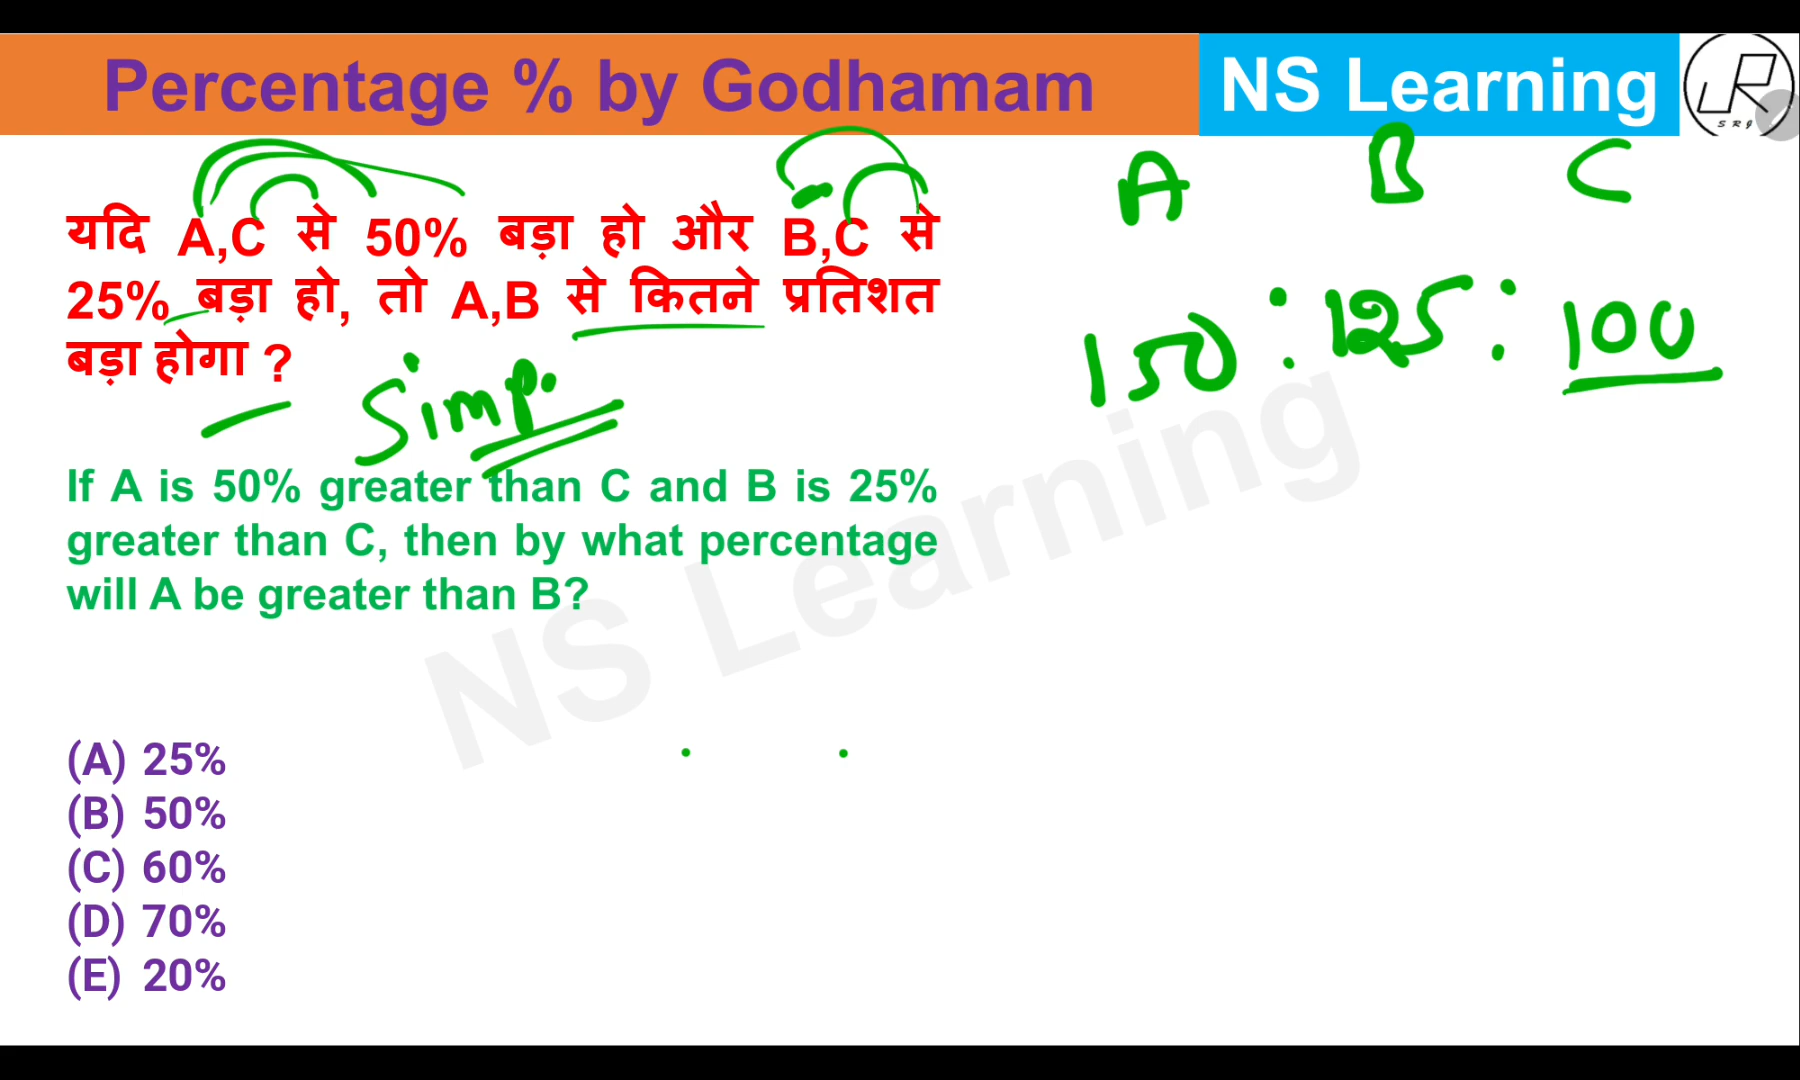 Percentage % by Godhamam
NS Learning
SRJ
A B C
यदि A,C से 50% बड़ा हो और B,C से
25% बड़ा हो, तो A,B से कितने प्रतिशत
बड़ा होगा ?
150 : 125 : 100
Simp.
If A is 50% greater than C and B is 25%
greater than C, then by what percentage
will A be greater than B?
NS Learning
(A) 25%
(B) 50%
(C) 60%
(D) 70%
(E) 20%